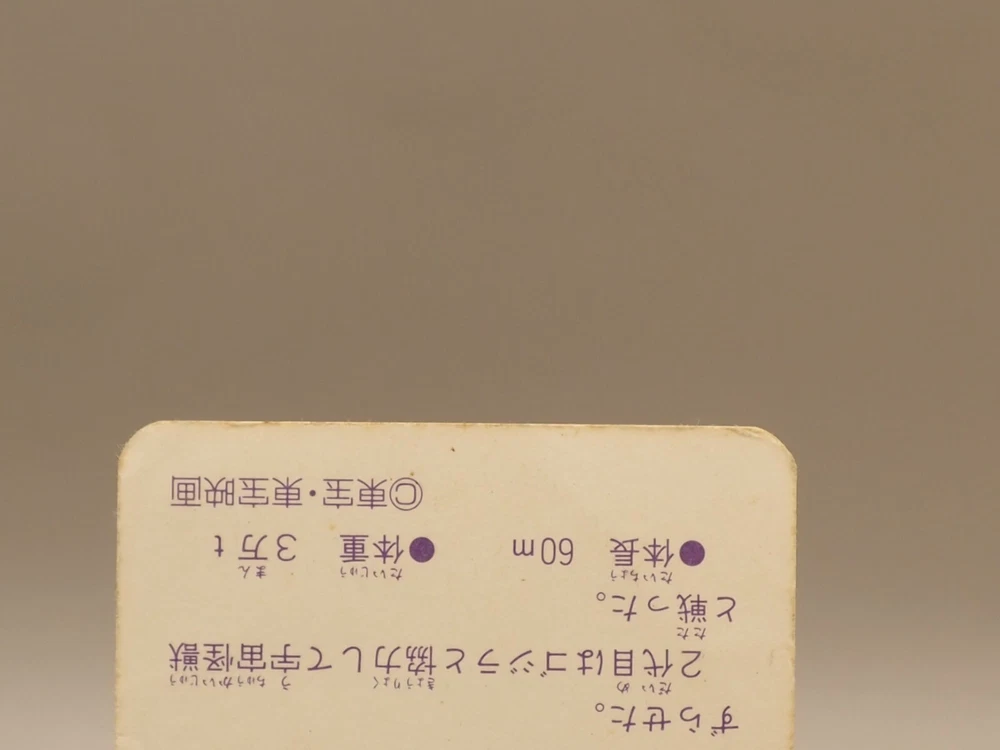 ずらせた。
2代目はゴジラと協力して宇宙怪獣
と戦った。
●体長 60m ●体重 3万t
©東宝・東宝映画